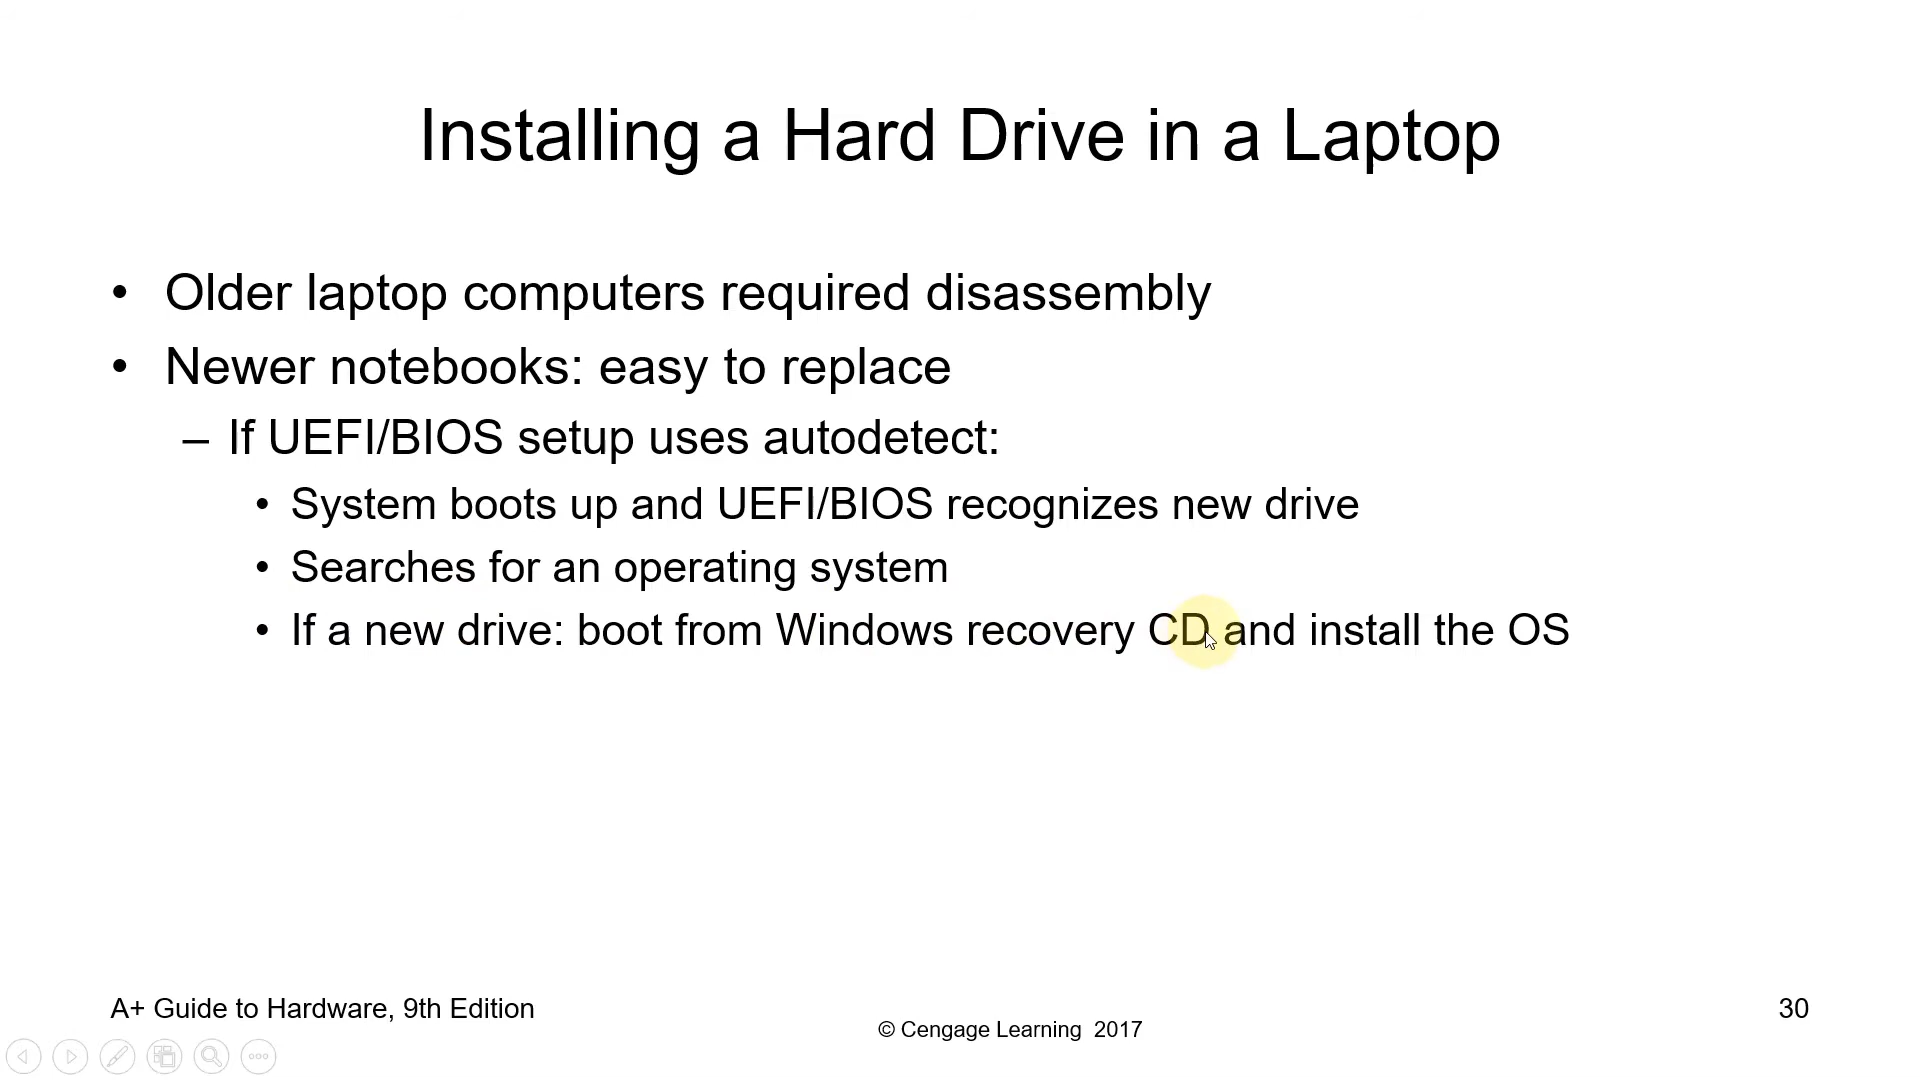 Installing a Hard Drive in a Laptop
• Older laptop computers required disassembly
• Newer notebooks: easy to replace
– If UEFI/BIOS setup uses autodetect:
• System boots up and UEFI/BIOS recognizes new drive
• Searches for an operating system
• If a new drive: boot from Windows recovery CD and install the OS
A+ Guide to Hardware, 9th Edition
© Cengage Learning 2017
30